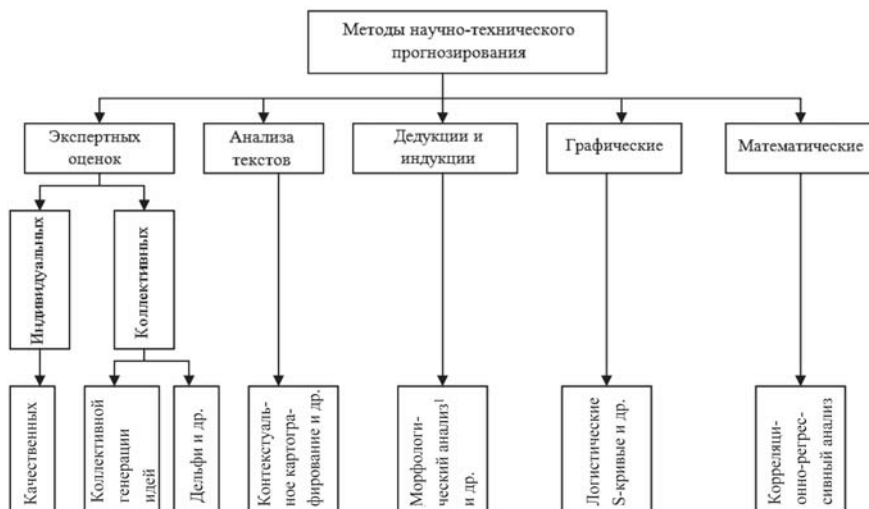 Методы научно-технического
прогнозирования
Экспертных
оценок
Анализа
текстов
Дедукции и
индукции
Графические
Математические
Индивидуальных
Коллективных
Качественных
Коллективной
генерации
идей
Дельфи и др.
Контекстуаль-
ное картогра-
фирование и др.
Морфологи-
ческий анализ¹
и др.
Логистические
S-кривые и др.
Корреляци-
онно-регрес-
сивный анализ